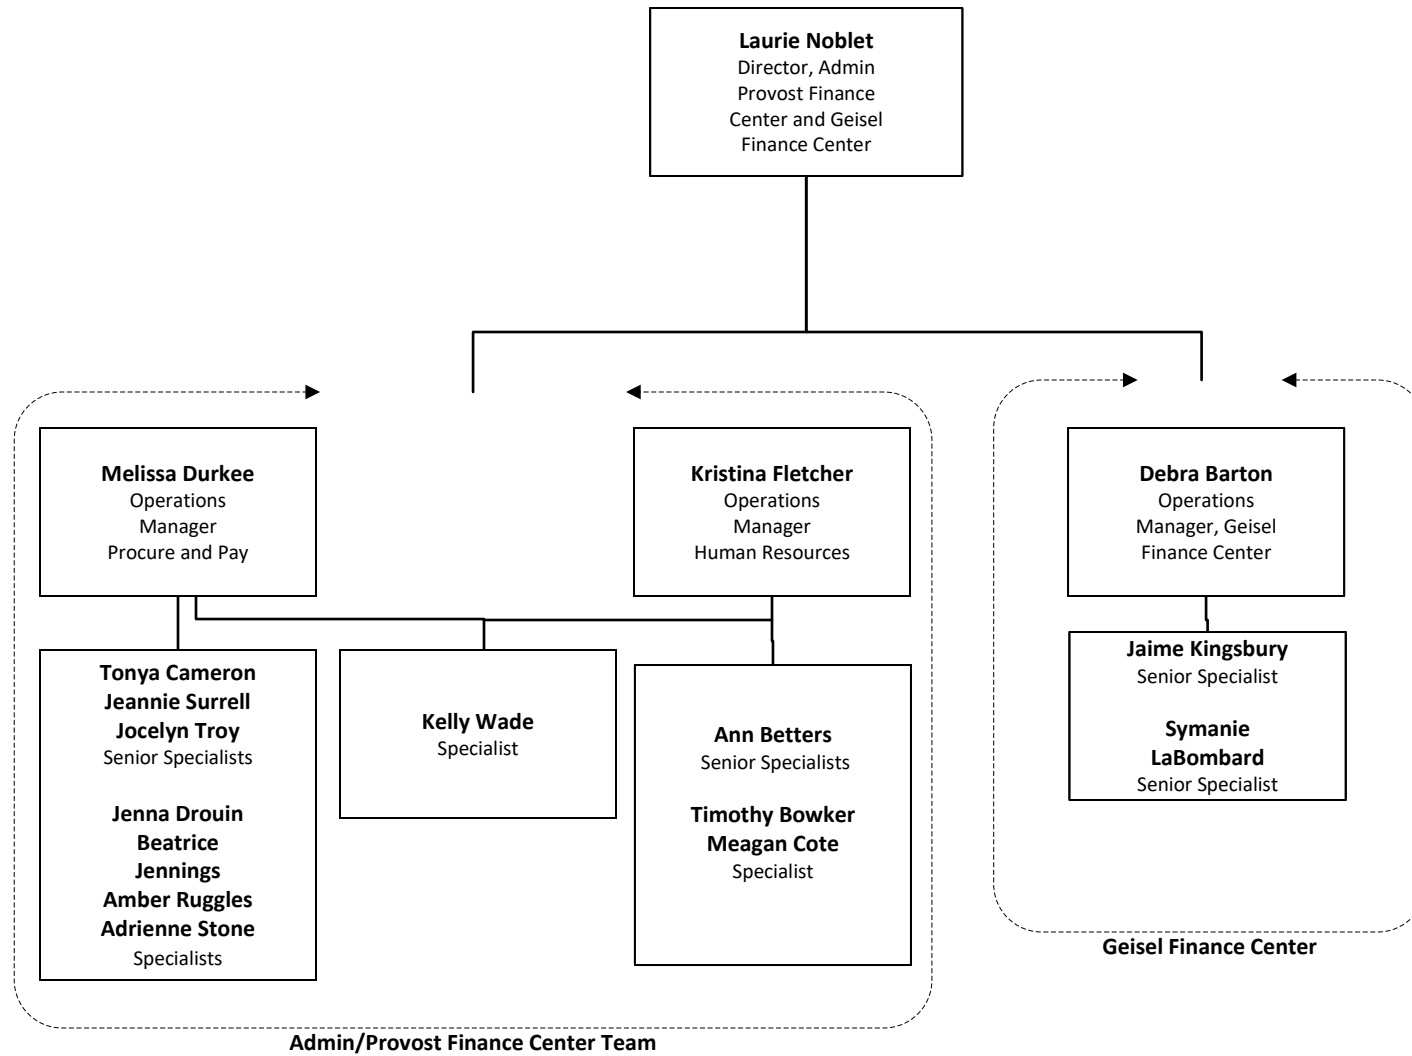 Laurie Noblet
Director, Admin
Provost Finance
Center and Geisel
Finance Center
Melissa Durkee
Operations
Manager
Procure and Pay
Kristina Fletcher
Operations
Manager
Human Resources
Debra Barton
Operations
Manager, Geisel
Finance Center
Tonya Cameron
Jeannie Surrell
Jocelyn Troy
Senior Specialists
Jenna Drouin
Beatrice
Jennings
Amber Ruggles
Adrienne Stone
Specialists
Kelly Wade
Specialist
Ann Betters
Senior Specialists
Timothy Bowker
Meagan Cote
Specialist
Jaime Kingsbury
Senior Specialist
Symanie
LaBombard
Senior Specialist
Geisel Finance Center
Admin/Provost Finance Center Team